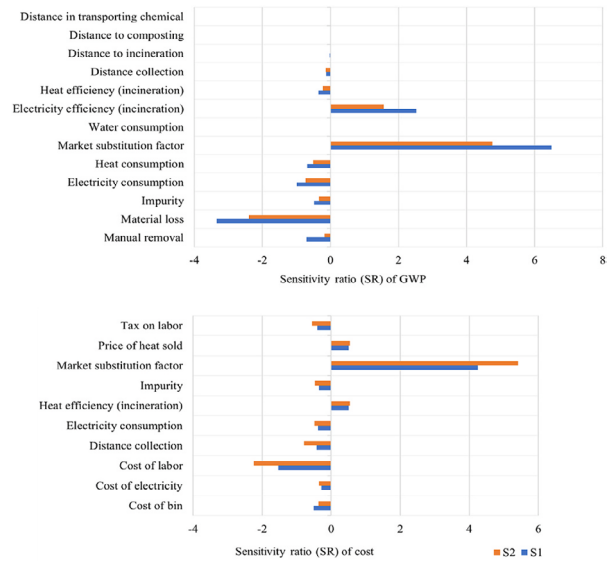 Distance in transporting chemical
Distance to composting
Distance to incineration
Distance collection
Heat efficiency (incineration)
Electricity efficiency (incineration)
Water consumption
Market substitution factor
Heat consumption
Electricity consumption
Impurity
Material loss
Manual removal
-4 -2 0 2 4 6 8
Sensitivity ratio (SR) of GWP
Tax on labor
Price of heat sold
Market substitution factor
Impurity
Heat efficiency (incineration)
Electricity consumption
Distance collection
Cost of labor
Cost of electricity
Cost of bin
-4 -2 0 2 4 6
Sensitivity ratio (SR) of cost
S2 S1